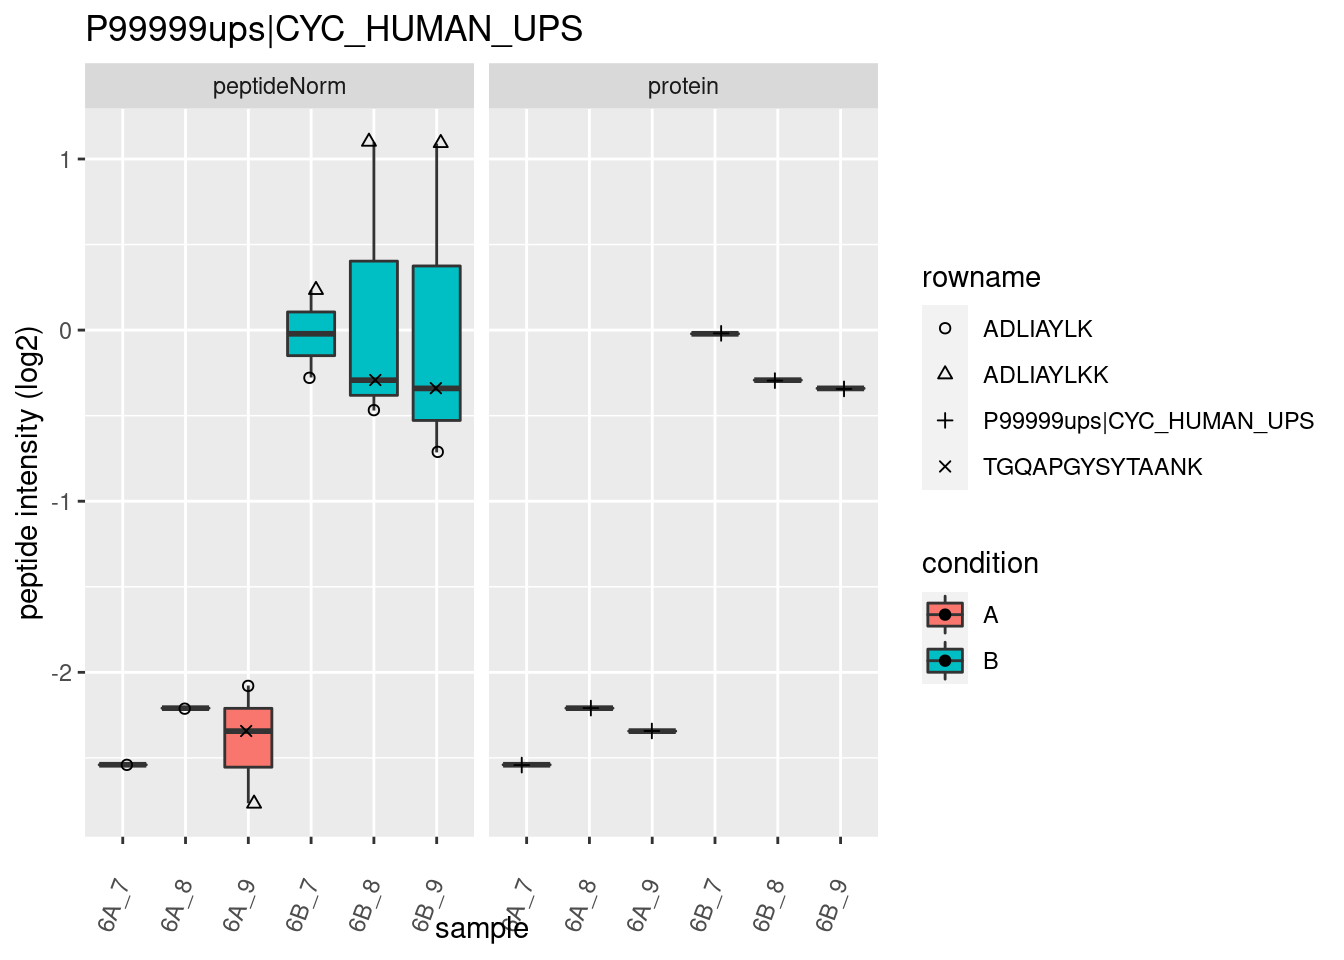 P99999ups|CYC_HUMAN_UPS
peptideNorm
protein
peptide intensity (log2)
1
0
-1
-2
6A_7
6A_8
6A_9
6B_7
6B_8
6B_9
6A_7
6A_8
6A_9
6B_7
6B_8
6B_9
sample
rowname
ADLIAYLK
ADLIAYLKK
P99999ups|CYC_HUMAN_UPS
TGQAPGYSYTAANK
condition
A
B